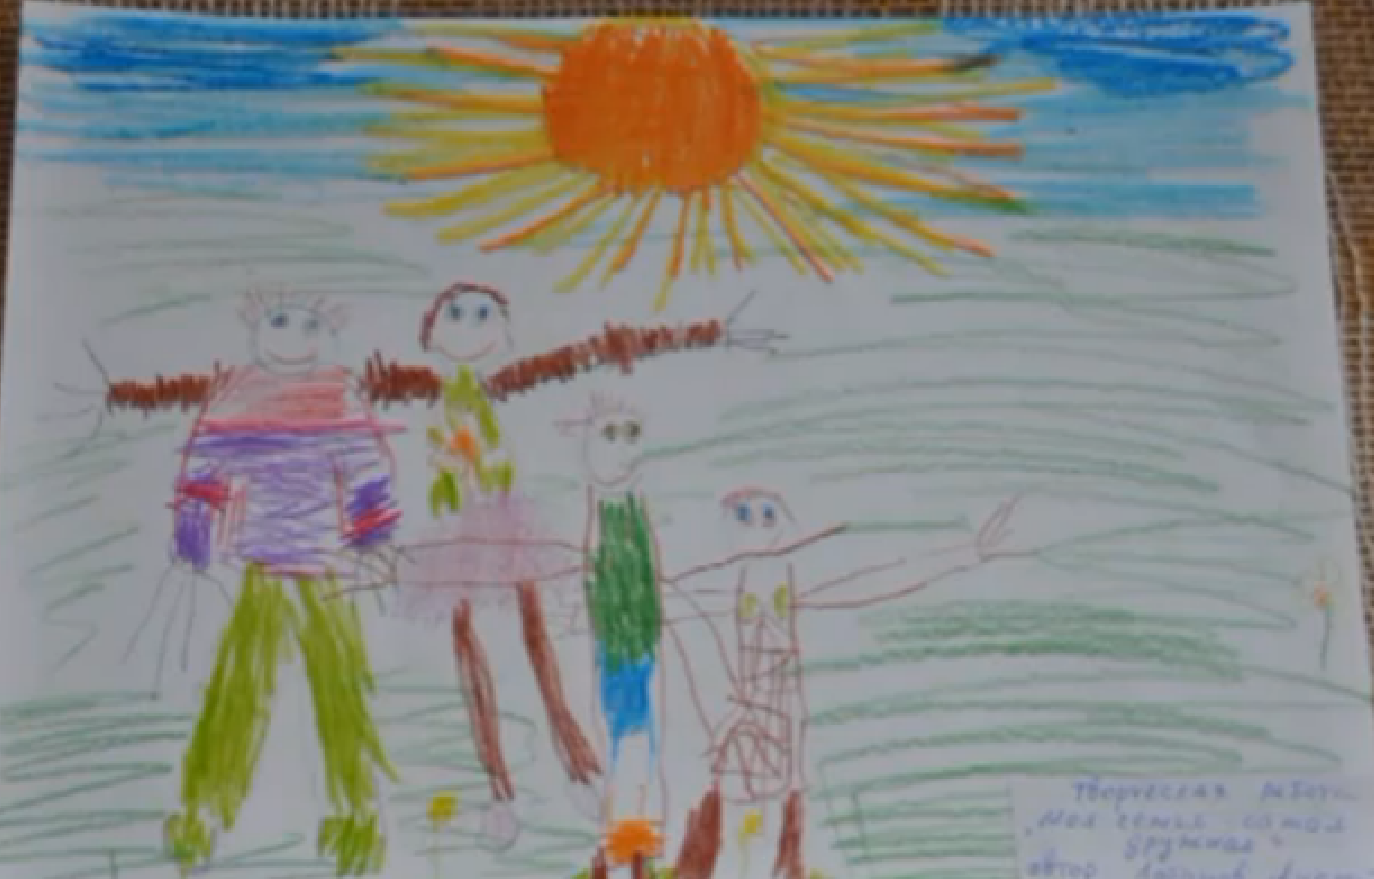 Творческая работа
"Моя семья самая
дружная"
автор